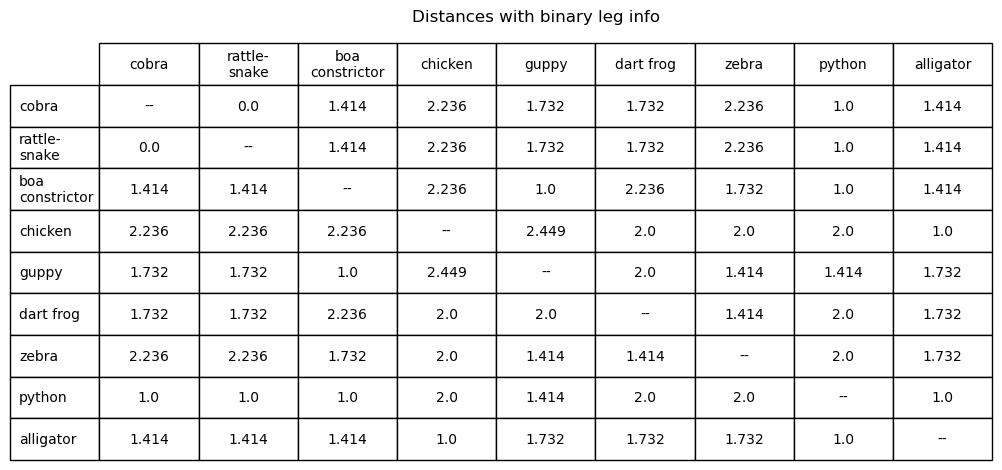 Distances with binary leg info
cobra rattle- snake boa constrictor chicken guppy dart frog zebra python alligator
cobra -- 0.0 1.414 2.236 1.732 1.732 2.236 1.0 1.414
rattle- snake 0.0 -- 1.414 2.236 1.732 1.732 2.236 1.0 1.414
boa constrictor 1.414 1.414 -- 2.236 1.0 2.236 1.732 1.0 1.414
chicken 2.236 2.236 2.236 -- 2.449 2.0 2.0 2.0 1.0
guppy 1.732 1.732 1.0 2.449 -- 2.0 1.414 1.414 1.732
dart frog 1.732 1.732 2.236 2.0 2.0 -- 1.414 2.0 1.732
zebra 2.236 2.236 1.732 2.0 1.414 1.414 -- 2.0 1.732
python 1.0 1.0 1.0 2.0 1.414 2.0 2.0 -- 1.0
alligator 1.414 1.414 1.414 1.0 1.732 1.732 1.732 1.0 --